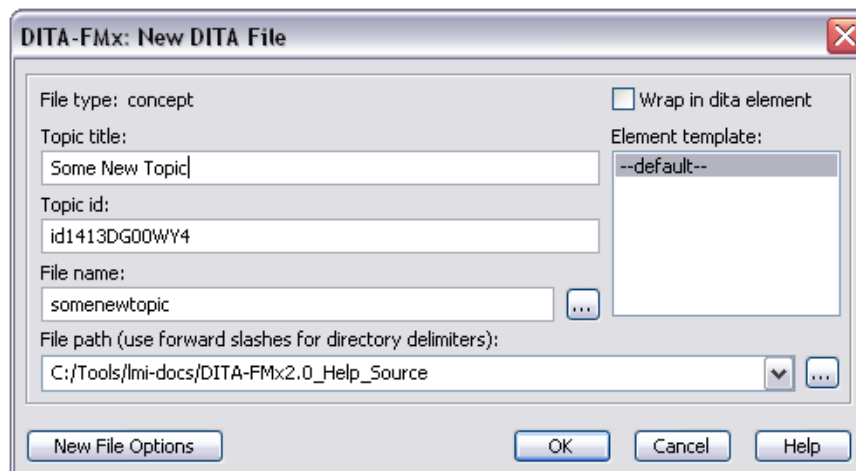 DITA-FMx: New DITA File
File type: concept
Wrap in dita element
Topic title:
Element template:
Some New Topic
--default--
Topic id:
id1413DG00WY4
File name:
somenewtopic
...
File path (use forward slashes for directory delimiters):
C:/Tools/lmi-docs/DITA-FMx2.0_Help_Source
...
New File Options
OK
Cancel
Help